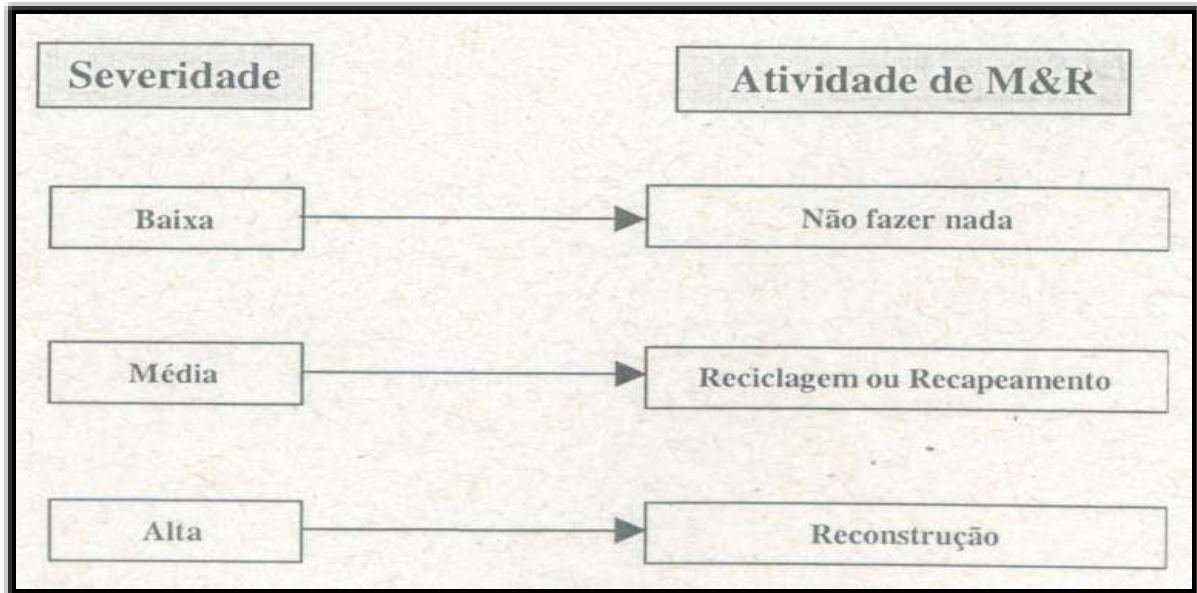 Severidade Atividade de M&R
Baixa Não fazer nada
Média Reciclagem ou Recapeamento
Alta Reconstrução